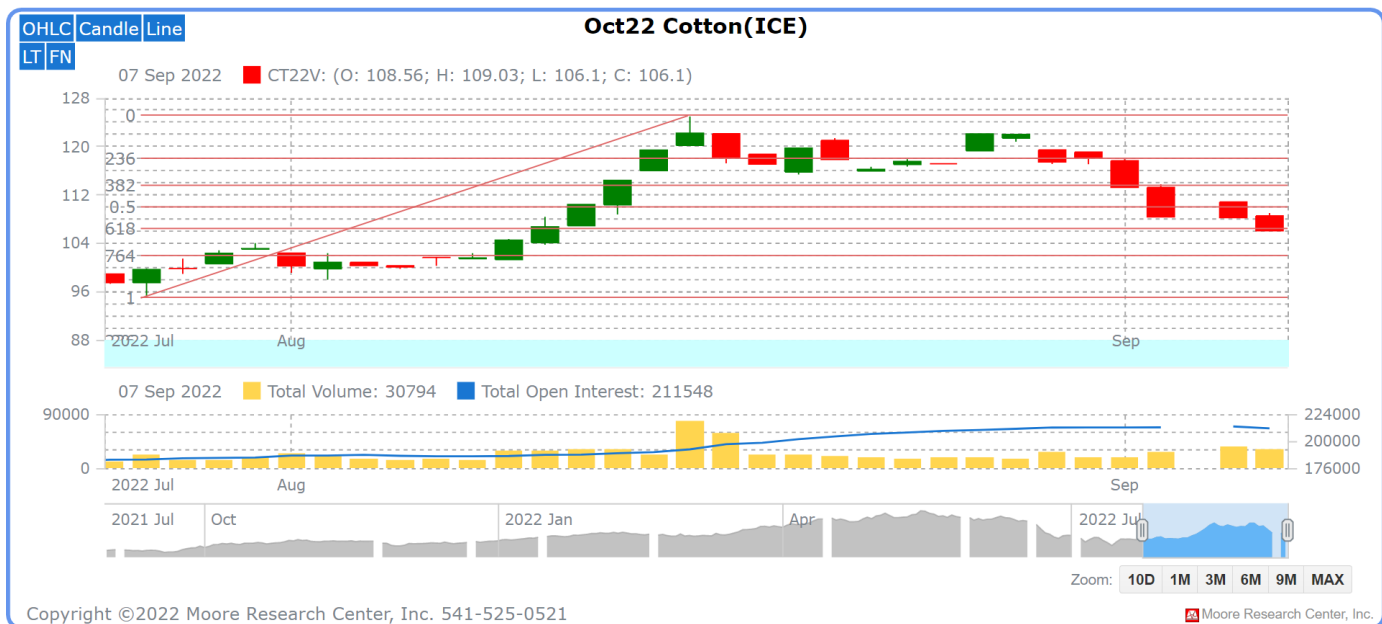 OHLC Candle Line
LT FN
Oct22 Cotton(ICE)
07 Sep 2022 CT22V: (O: 108.56; H: 109.03; L: 106.1; C: 106.1)
128
0
120
236
382
112
0.5
618
104
764
96
1
88
2022 Jul Aug Sep
07 Sep 2022 Total Volume: 30794 Total Open Interest: 211548
90000 224000
200000
0 176000
2022 Jul Aug Sep
2021 Jul Oct 2022 Jan Apr 2022 Jul
Zoom: 10D 1M 3M 6M 9M MAX
Copyright ©2022 Moore Research Center, Inc. 541-525-0521
Moore Research Center, Inc.